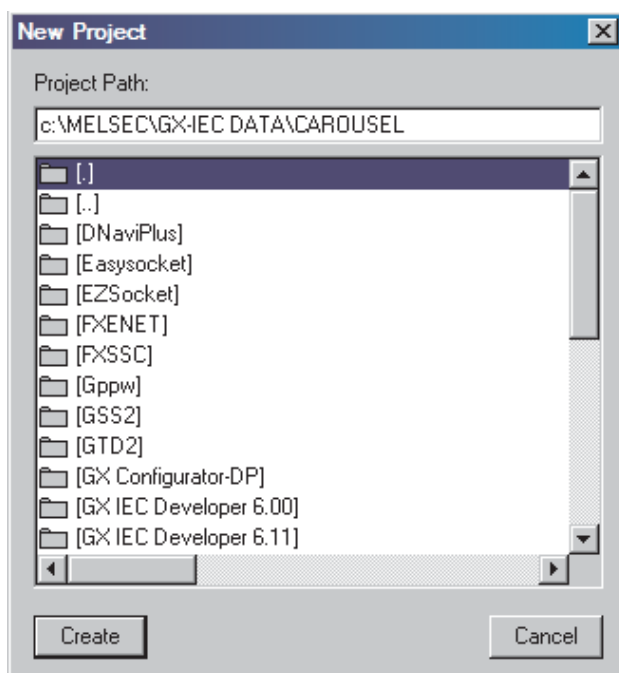 New Project
Project Path:
c:\MELSEC\GX-IEC DATA\CAROUSEL
[.]
[..]
[DNaviPlus]
[Easysocket]
[EZSocket]
[FXENET]
[FXSSC]
[Gppw]
[GSS2]
[GTD2]
[GX Configurator-DP]
[GX IEC Developer 6.00]
[GX IEC Developer 6.11]
Create Cancel